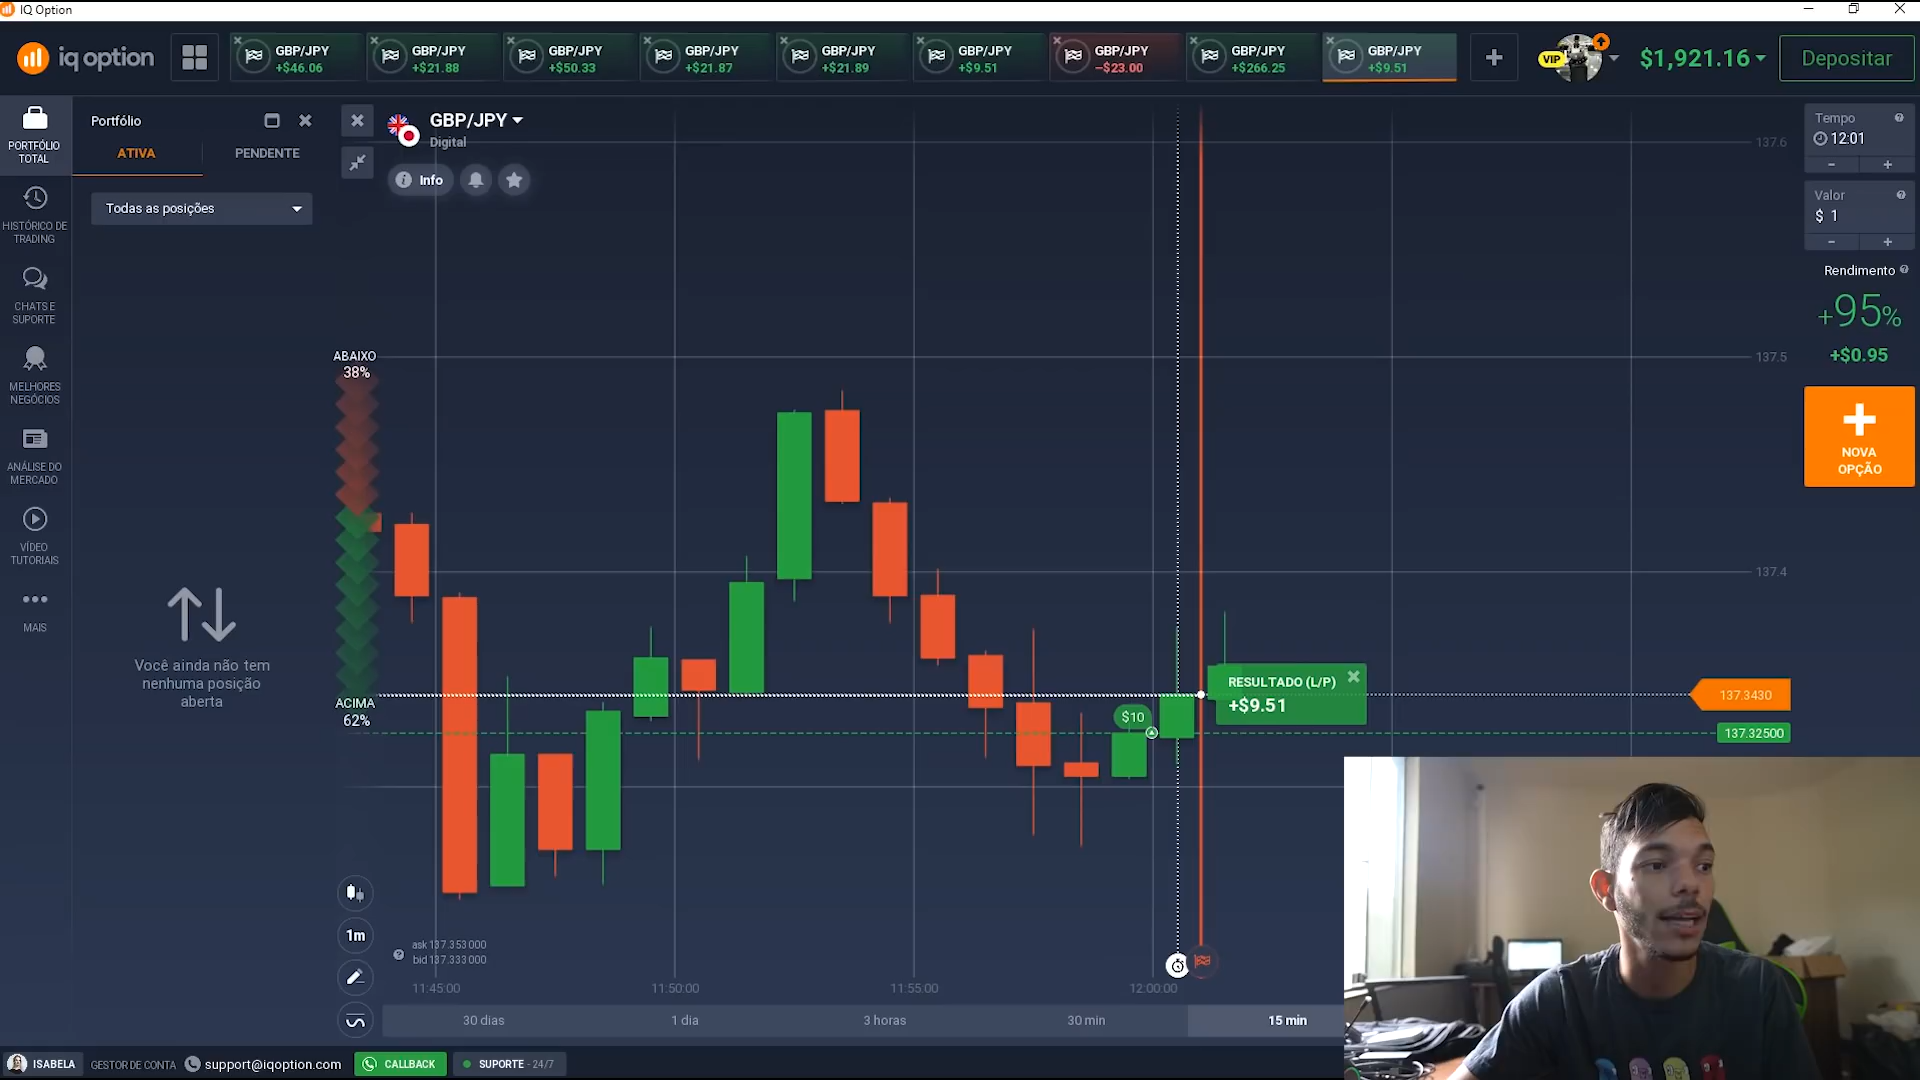 IQ Option
iq option
GBP/JPY
+$46.06
GBP/JPY
+$21.88
GBP/JPY
+$50.33
GBP/JPY
+$21.87
GBP/JPY
+$21.89
GBP/JPY
+$9.51
GBP/JPY
−$23.00
GBP/JPY
+$266.25
GBP/JPY
+$9.51
VIP
$1,921.16
Depositar
PORTFÓLIO
TOTAL
HISTÓRICO DE
TRADING
CHATS E
SUPORTE
MELHORES
NEGÓCIOS
ANÁLISE DO
MERCADO
VÍDEO
TUTORIAIS
MAIS
Portfólio
ATIVA
PENDENTE
Todas as posições
Você ainda não tem
nenhuma posição
aberta
GBP/JPY
Digital
Info
ABAIXO
38%
ACIMA
62%
1m
ask 137.353000
bid 137.333000
$10
RESULTADO (L/P)
+$9.51
137.6
137.5
137.4
137.3430
137.32500
11:45:00
11:50:00
11:55:00
12:00:00
30 dias
1 dia
3 horas
30 min
15 min
Tempo
12:01
-
+
Valor
$ 1
-
+
Rendimento
+95%
+$0.95
NOVA
OPÇÃO
ISABELA
GESTOR DE CONTA
support@iqoption.com
CALLBACK
SUPORTE - 24/7